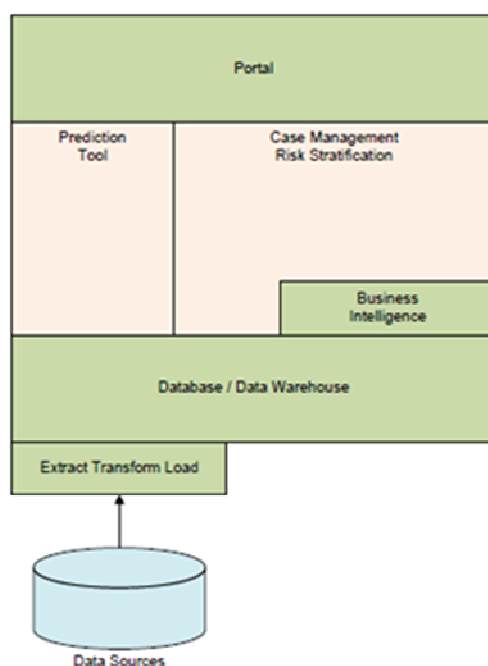 Portal
Prediction
Tool
Case Management
Risk Stratification
Business
Intelligence
Database / Data Warehouse
Extract Transform Load
Data Sources